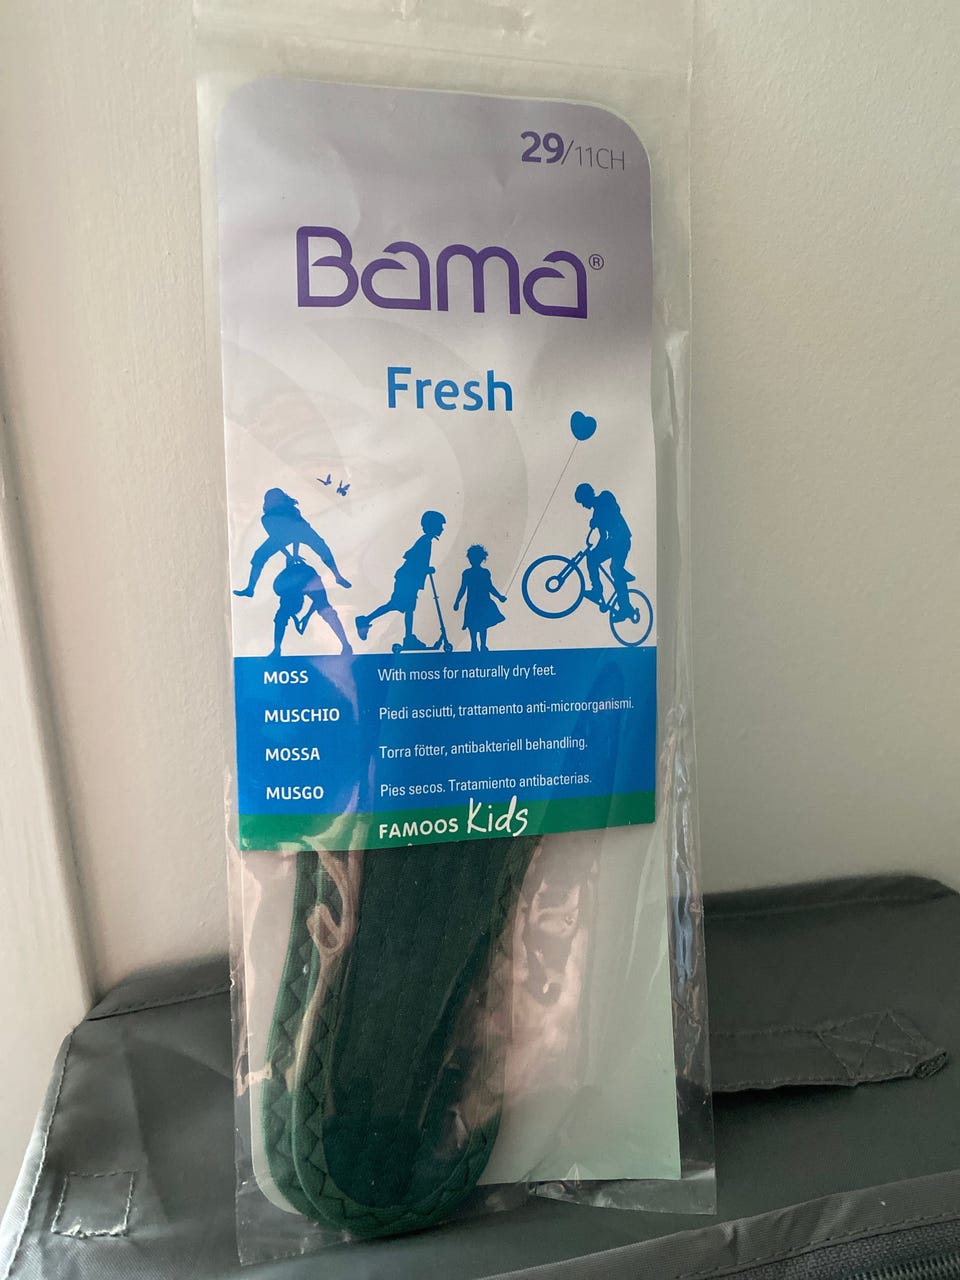 29/11CH
Bama®
Fresh
MOSS With moss for naturally dry feet.
MUSCHIO Piedi asciutti, trattamento anti-microorganismi.
MOSSA Torra fötter, antibakteriell behandling.
MUSGO Pies secos. Tratamiento antibacterias.
FAMOOS Kids